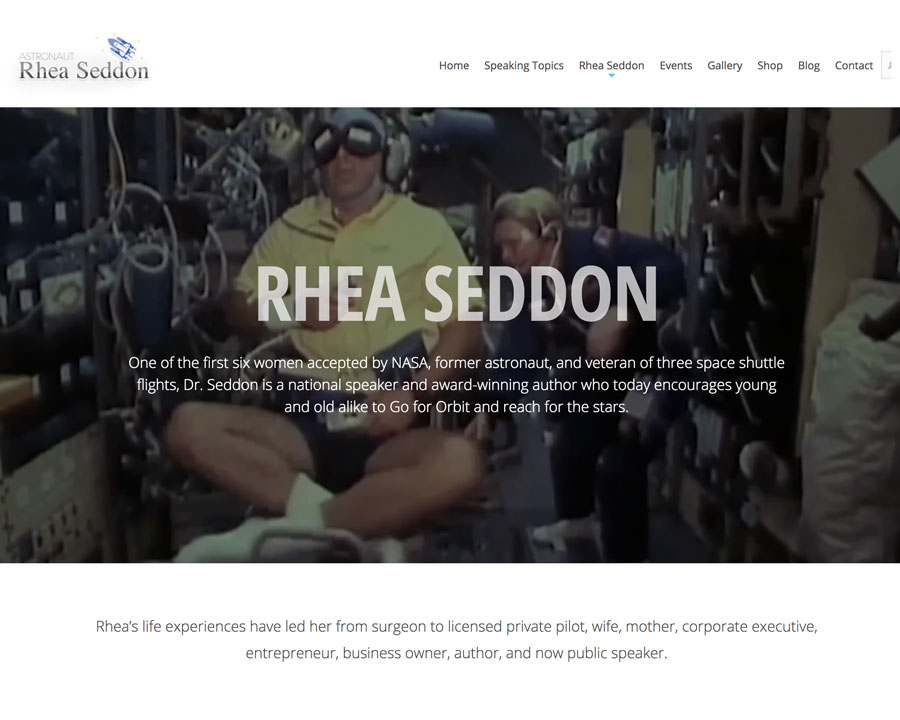 ASTRONAUT
Rhea Seddon
Home Speaking Topics Rhea Seddon Events Gallery Shop Blog Contact
RHEA SEDDON
One of the first six women accepted by NASA, former astronaut, and veteran of three space shuttle
flights, Dr. Seddon is a national speaker and award-winning author who today encourages young
and old alike to Go for Orbit and reach for the stars.
Rhea’s life experiences have led her from surgeon to licensed private pilot, wife, mother, corporate executive,
entrepreneur, business owner, author, and now public speaker.